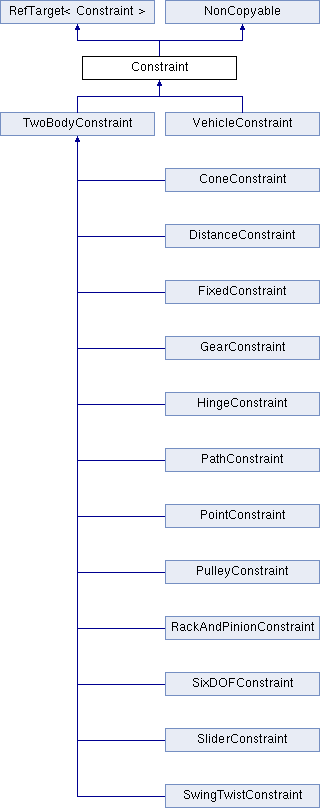 RefTarget< Constraint >
NonCopyable
Constraint
TwoBodyConstraint
VehicleConstraint
ConeConstraint
DistanceConstraint
FixedConstraint
GearConstraint
HingeConstraint
PathConstraint
PointConstraint
PulleyConstraint
RackAndPinionConstraint
SixDOFConstraint
SliderConstraint
SwingTwistConstraint